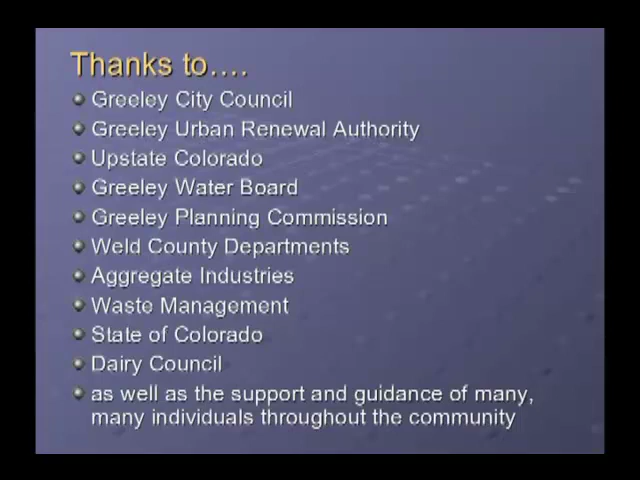 Thanks to….
Greeley City Council
Greeley Urban Renewal Authority
Upstate Colorado
Greeley Water Board
Greeley Planning Commission
Weld County Departments
Aggregate Industries
Waste Management
State of Colorado
Dairy Council
as well as the support and guidance of many,
many individuals throughout the community